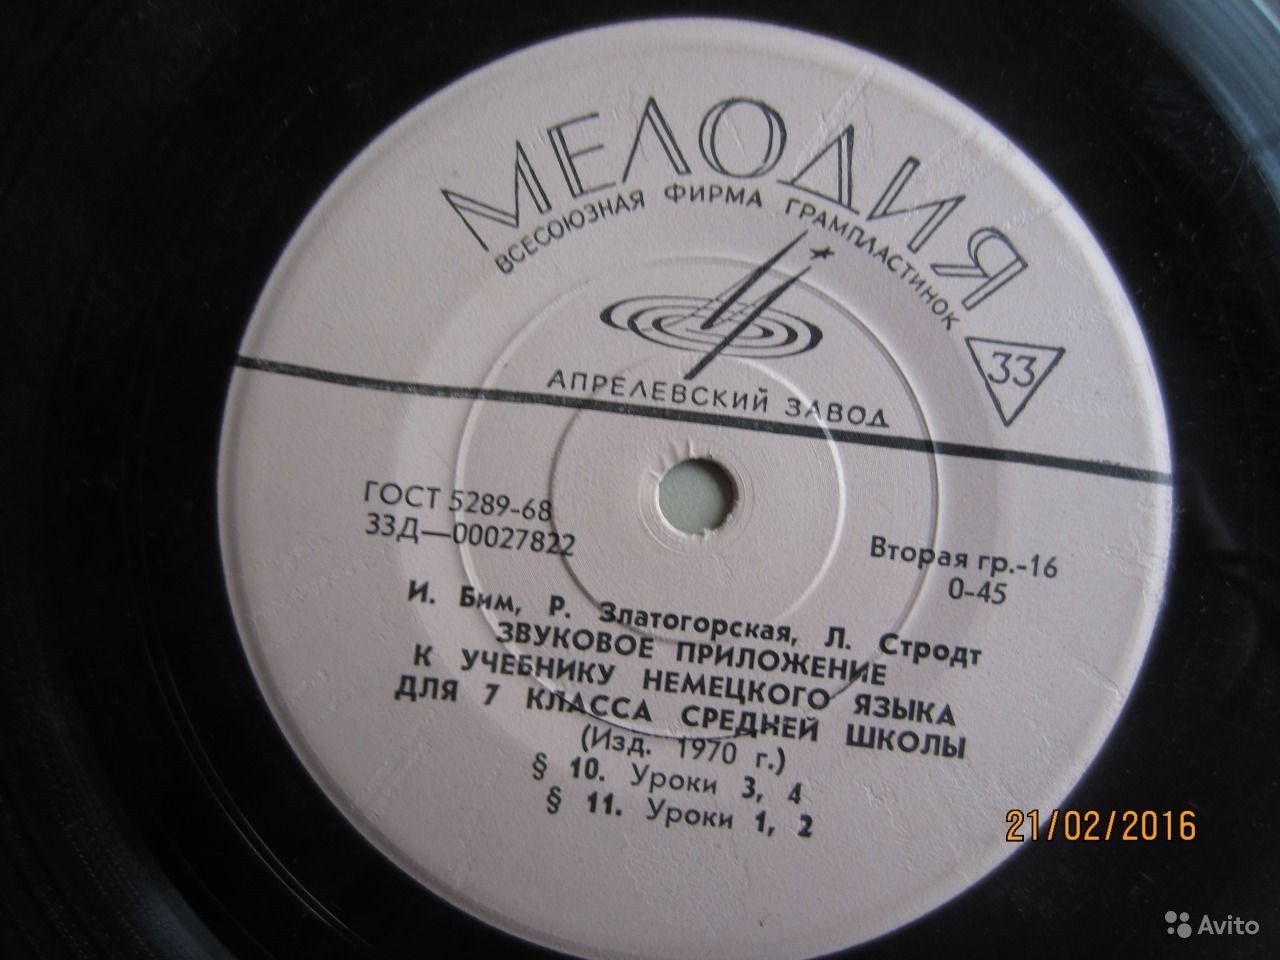 МЕЛОДИЯ
ВСЕСОЮЗНАЯ ФИРМА ГРАМПЛАСТИНОК
33
АПРЕЛЕВСКИЙ ЗАВОД
ГОСТ 5289-68
33Д—00027822
Вторая гр.-16
0-45
И. Бим, Р. Златогорская, Л. Стродт
ЗВУКОВОЕ ПРИЛОЖЕНИЕ
К УЧЕБНИКУ НЕМЕЦКОГО ЯЗЫКА
ДЛЯ 7 КЛАССА СРЕДНЕЙ ШКОЛЫ
(Изд. 1970 г.)
§ 10. Уроки 3, 4
§ 11. Уроки 1, 2
21/02/2016
Avito